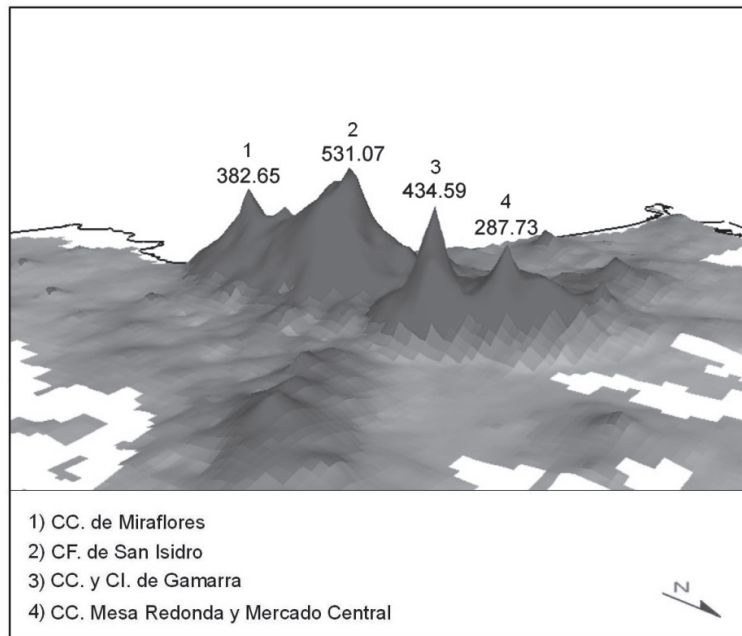 1
382.65
2
531.07
3
434.59
4
287.73
1) CC. de Miraflores
2) CF. de San Isidro
3) CC. y CI. de Gamarra
4) CC. Mesa Redonda y Mercado Central
N